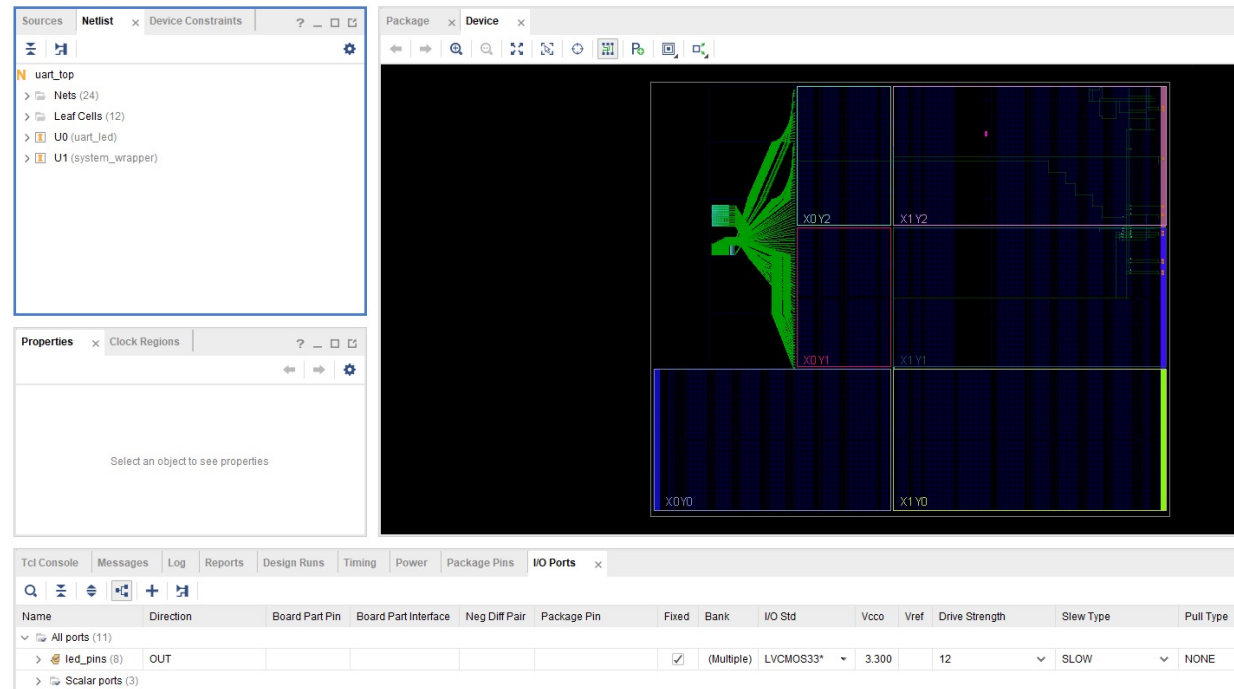 Sources Netlist × Device Constraints ? _
N uart_top
> Nets (24)
> Leaf Cells (12)
> U0 (uart_led)
> U1 (system_wrapper)
Properties × Clock Regions ? _
Select an object to see properties
Package × Device ×
X0Y2 X1Y2
X0Y1 X1Y1
X0Y0 X1Y0
Tcl Console Messages Log Reports Design Runs Timing Power Package Pins I/O Ports ×
Name Direction Board Part Pin Board Part Interface Neg Diff Pair Package Pin Fixed Bank I/O Std Vcco Vref Drive Strength Slew Type Pull Type
All ports (11)
> led_pins (8) OUT (Multiple) LVCMOS33* 3.300 12 SLOW NONE
> Scalar ports (3)